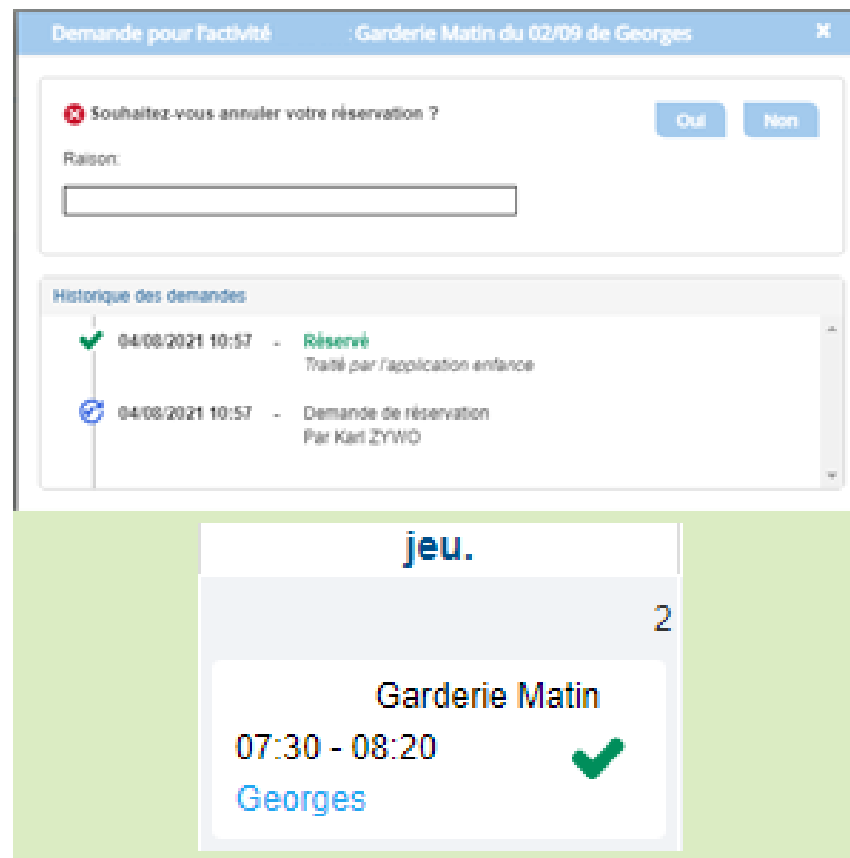 Demande pour l'activité : Garderie Matin du 02/09 de Georges
Souhaitez-vous annuler votre réservation ?
Oui
Non
Raison:
Historique des demandes
04/08/2021 10:57 - Réservé
Traité par l'application enfance
04/08/2021 10:57 - Demande de réservation
Par Karl ZYWO
jeu.
2
Garderie Matin
07:30 - 08:20
Georges